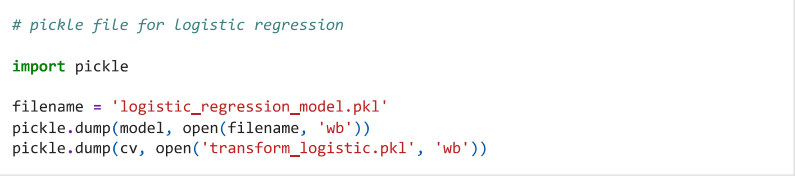 # pickle file for logistic regression
import pickle
filename = 'logistic_regression_model.pkl'
pickle.dump(model, open(filename, 'wb'))
pickle.dump(cv, open('transform_logistic.pkl', 'wb'))